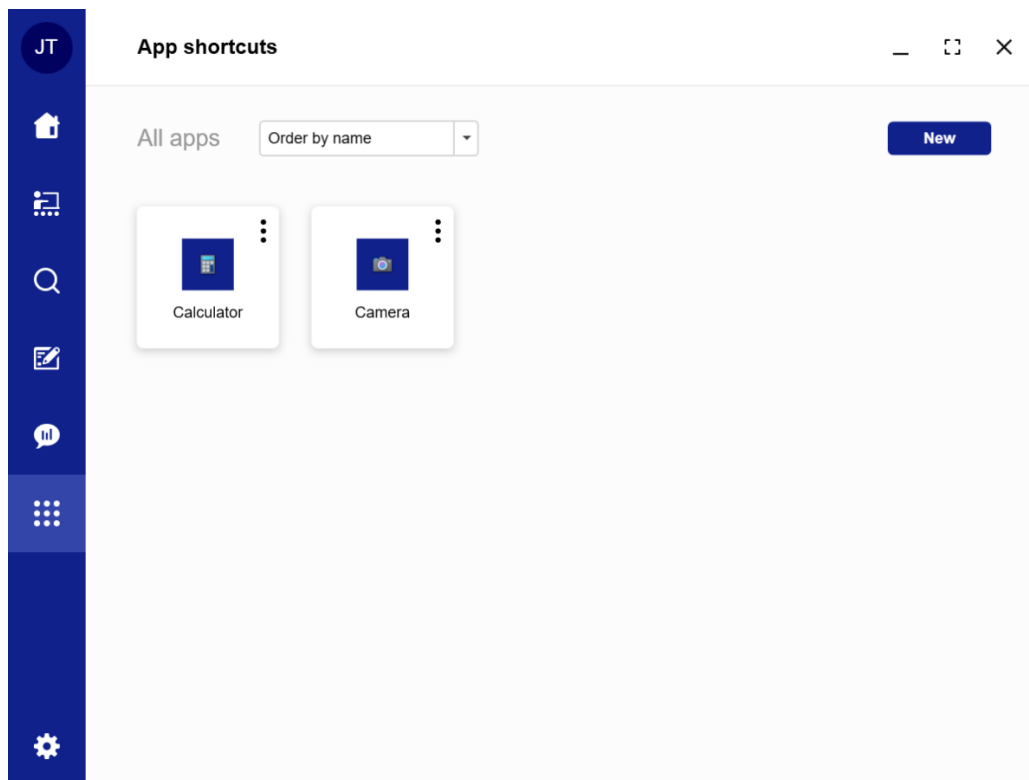 JT
App shortcuts
All apps
Order by name
New
Calculator
Camera